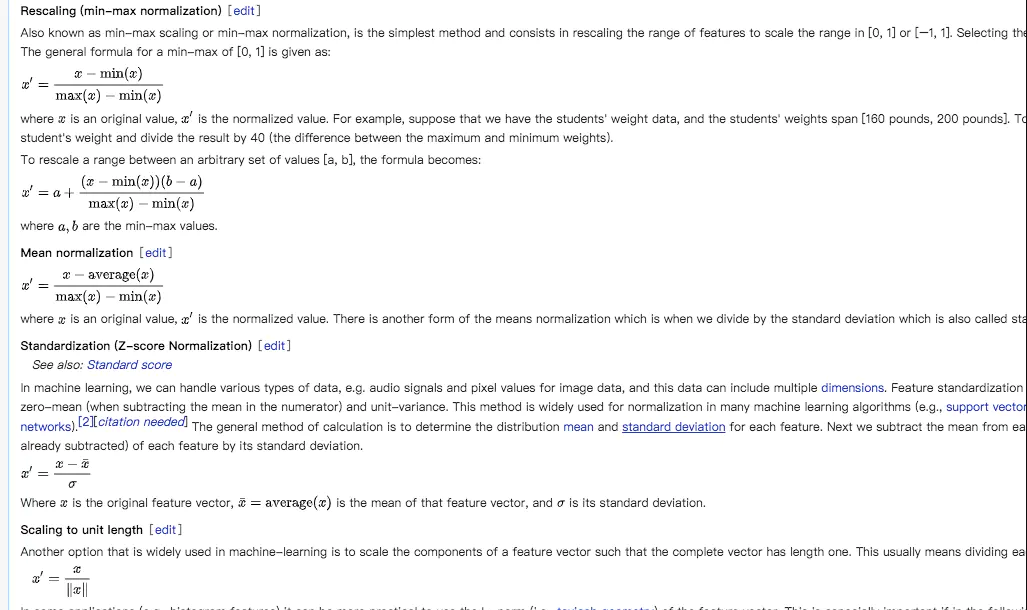 Rescaling (min–max normalization) [edit]
Also known as min–max scaling or min–max normalization, is the simplest method and consists in rescaling the range of features to scale the range in [0, 1] or [−1, 1]. Selecting the
The general formula for a min–max of [0, 1] is given as:
x′ = (x − min(x)) / (max(x) − min(x))
where x is an original value, x′ is the normalized value. For example, suppose that we have the students' weight data, and the students' weights span [160 pounds, 200 pounds]. To
student's weight and divide the result by 40 (the difference between the maximum and minimum weights).
To rescale a range between an arbitrary set of values [a, b], the formula becomes:
x′ = a + (x − min(x))(b − a) / (max(x) − min(x))
where a, b are the min–max values.
Mean normalization [edit]
x′ = (x − average(x)) / (max(x) − min(x))
where x is an original value, x′ is the normalized value. There is another form of the means normalization which is when we divide by the standard deviation which is also called sta
Standardization (Z-score Normalization) [edit]
See also: Standard score
In machine learning, we can handle various types of data, e.g. audio signals and pixel values for image data, and this data can include multiple dimensions. Feature standardization
zero-mean (when subtracting the mean in the numerator) and unit-variance. This method is widely used for normalization in many machine learning algorithms (e.g., support vector
networks).[2][citation needed] The general method of calculation is to determine the distribution mean and standard deviation for each feature. Next we subtract the mean from ea
already subtracted) of each feature by its standard deviation.
x′ = (x − x̄) / σ
Where x is the original feature vector, x̄ = average(x) is the mean of that feature vector, and σ is its standard deviation.
Scaling to unit length [edit]
Another option that is widely used in machine–learning is to scale the components of a feature vector such that the complete vector has length one. This usually means dividing ea
x′ = x / ||x||